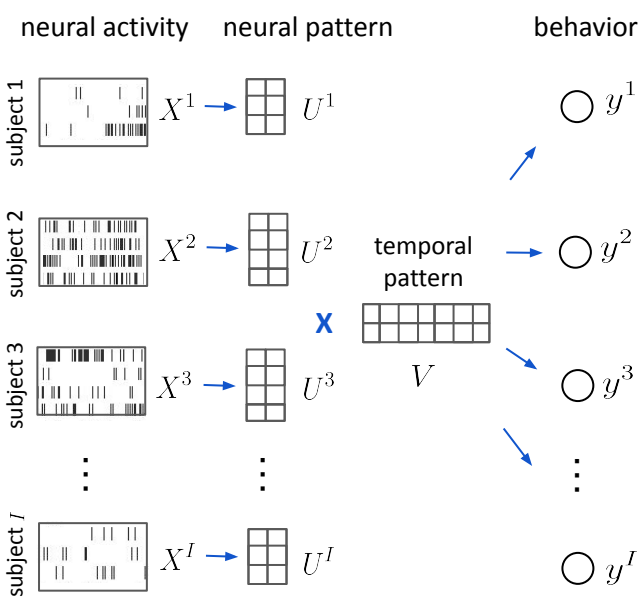 neural activity neural pattern behavior
subject 1 X^1 U^1 y^1
subject 2 X^2 U^2 y^2
temporal
pattern
X
V
subject 3 X^3 U^3 y^3
subject I X^I U^I y^I